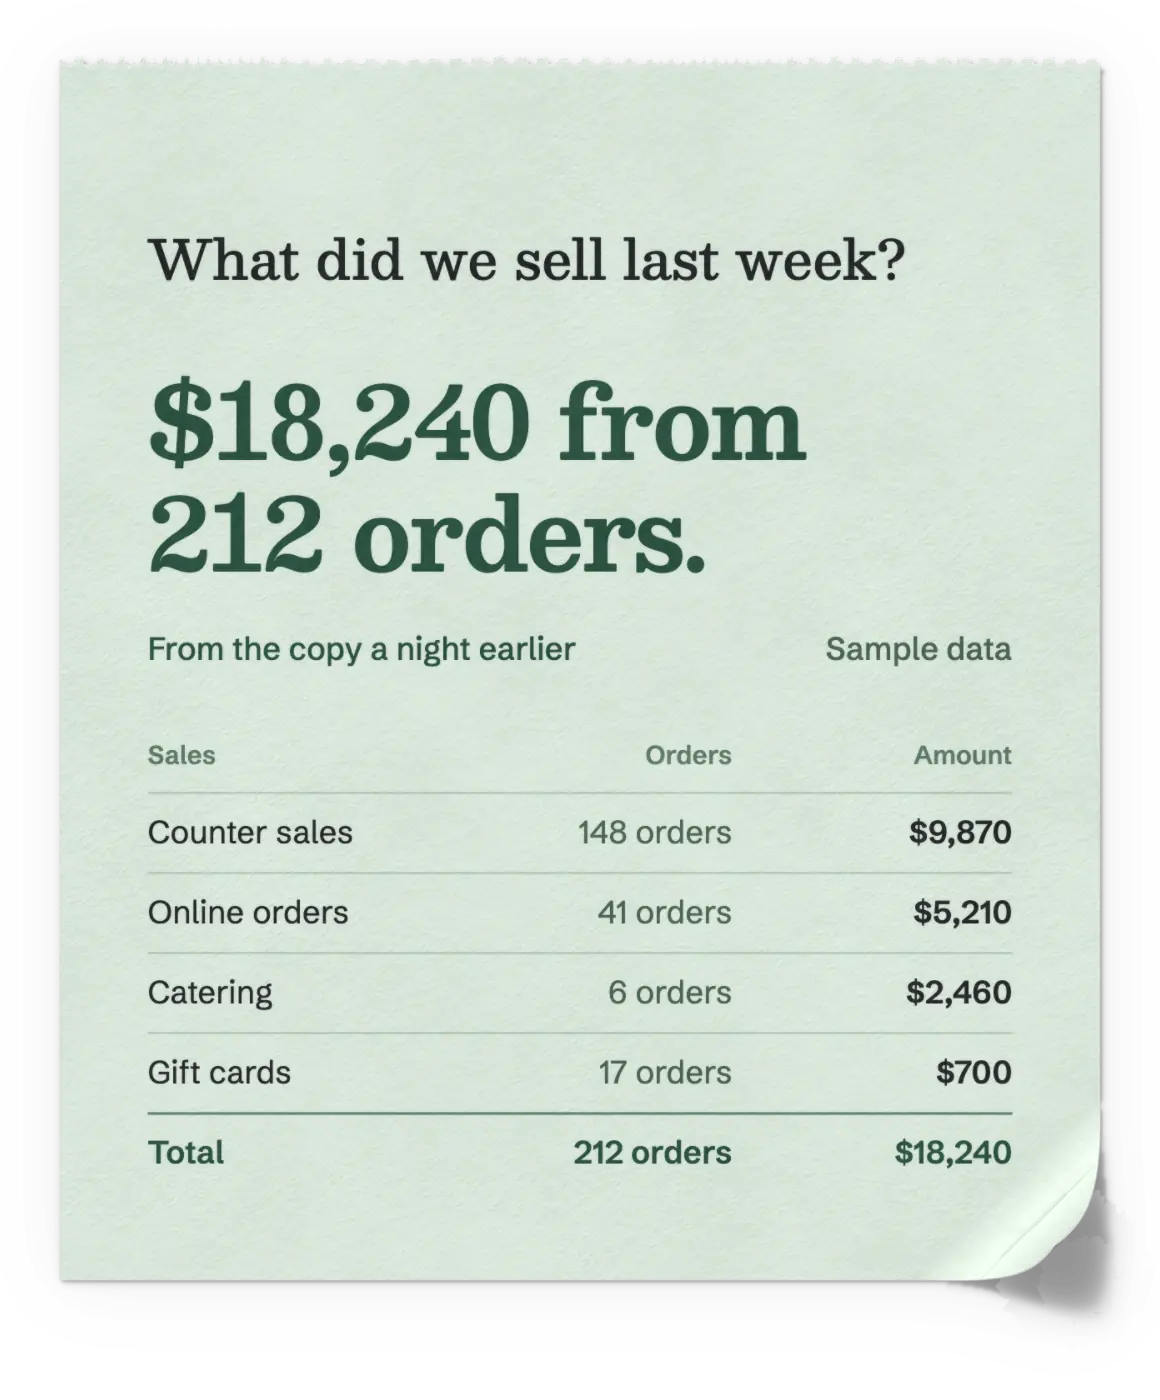 What did we sell last week?
$18,240 from
212 orders.
From the copy a night earlier Sample data
Sales Orders Amount
Counter sales 148 orders $9,870
Online orders 41 orders $5,210
Catering 6 orders $2,460
Gift cards 17 orders $700
Total 212 orders $18,240